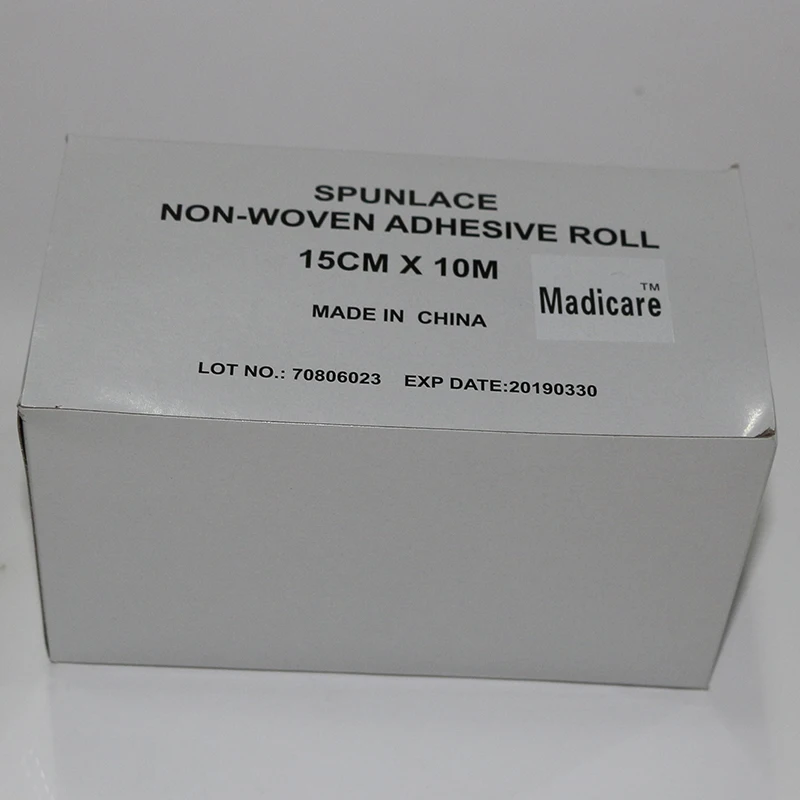 SPUNLACE
NON-WOVEN ADHESIVE ROLL
15CM X 10M
Madicare™
MADE IN CHINA
LOT NO.: 70806023 EXP DATE:20190330